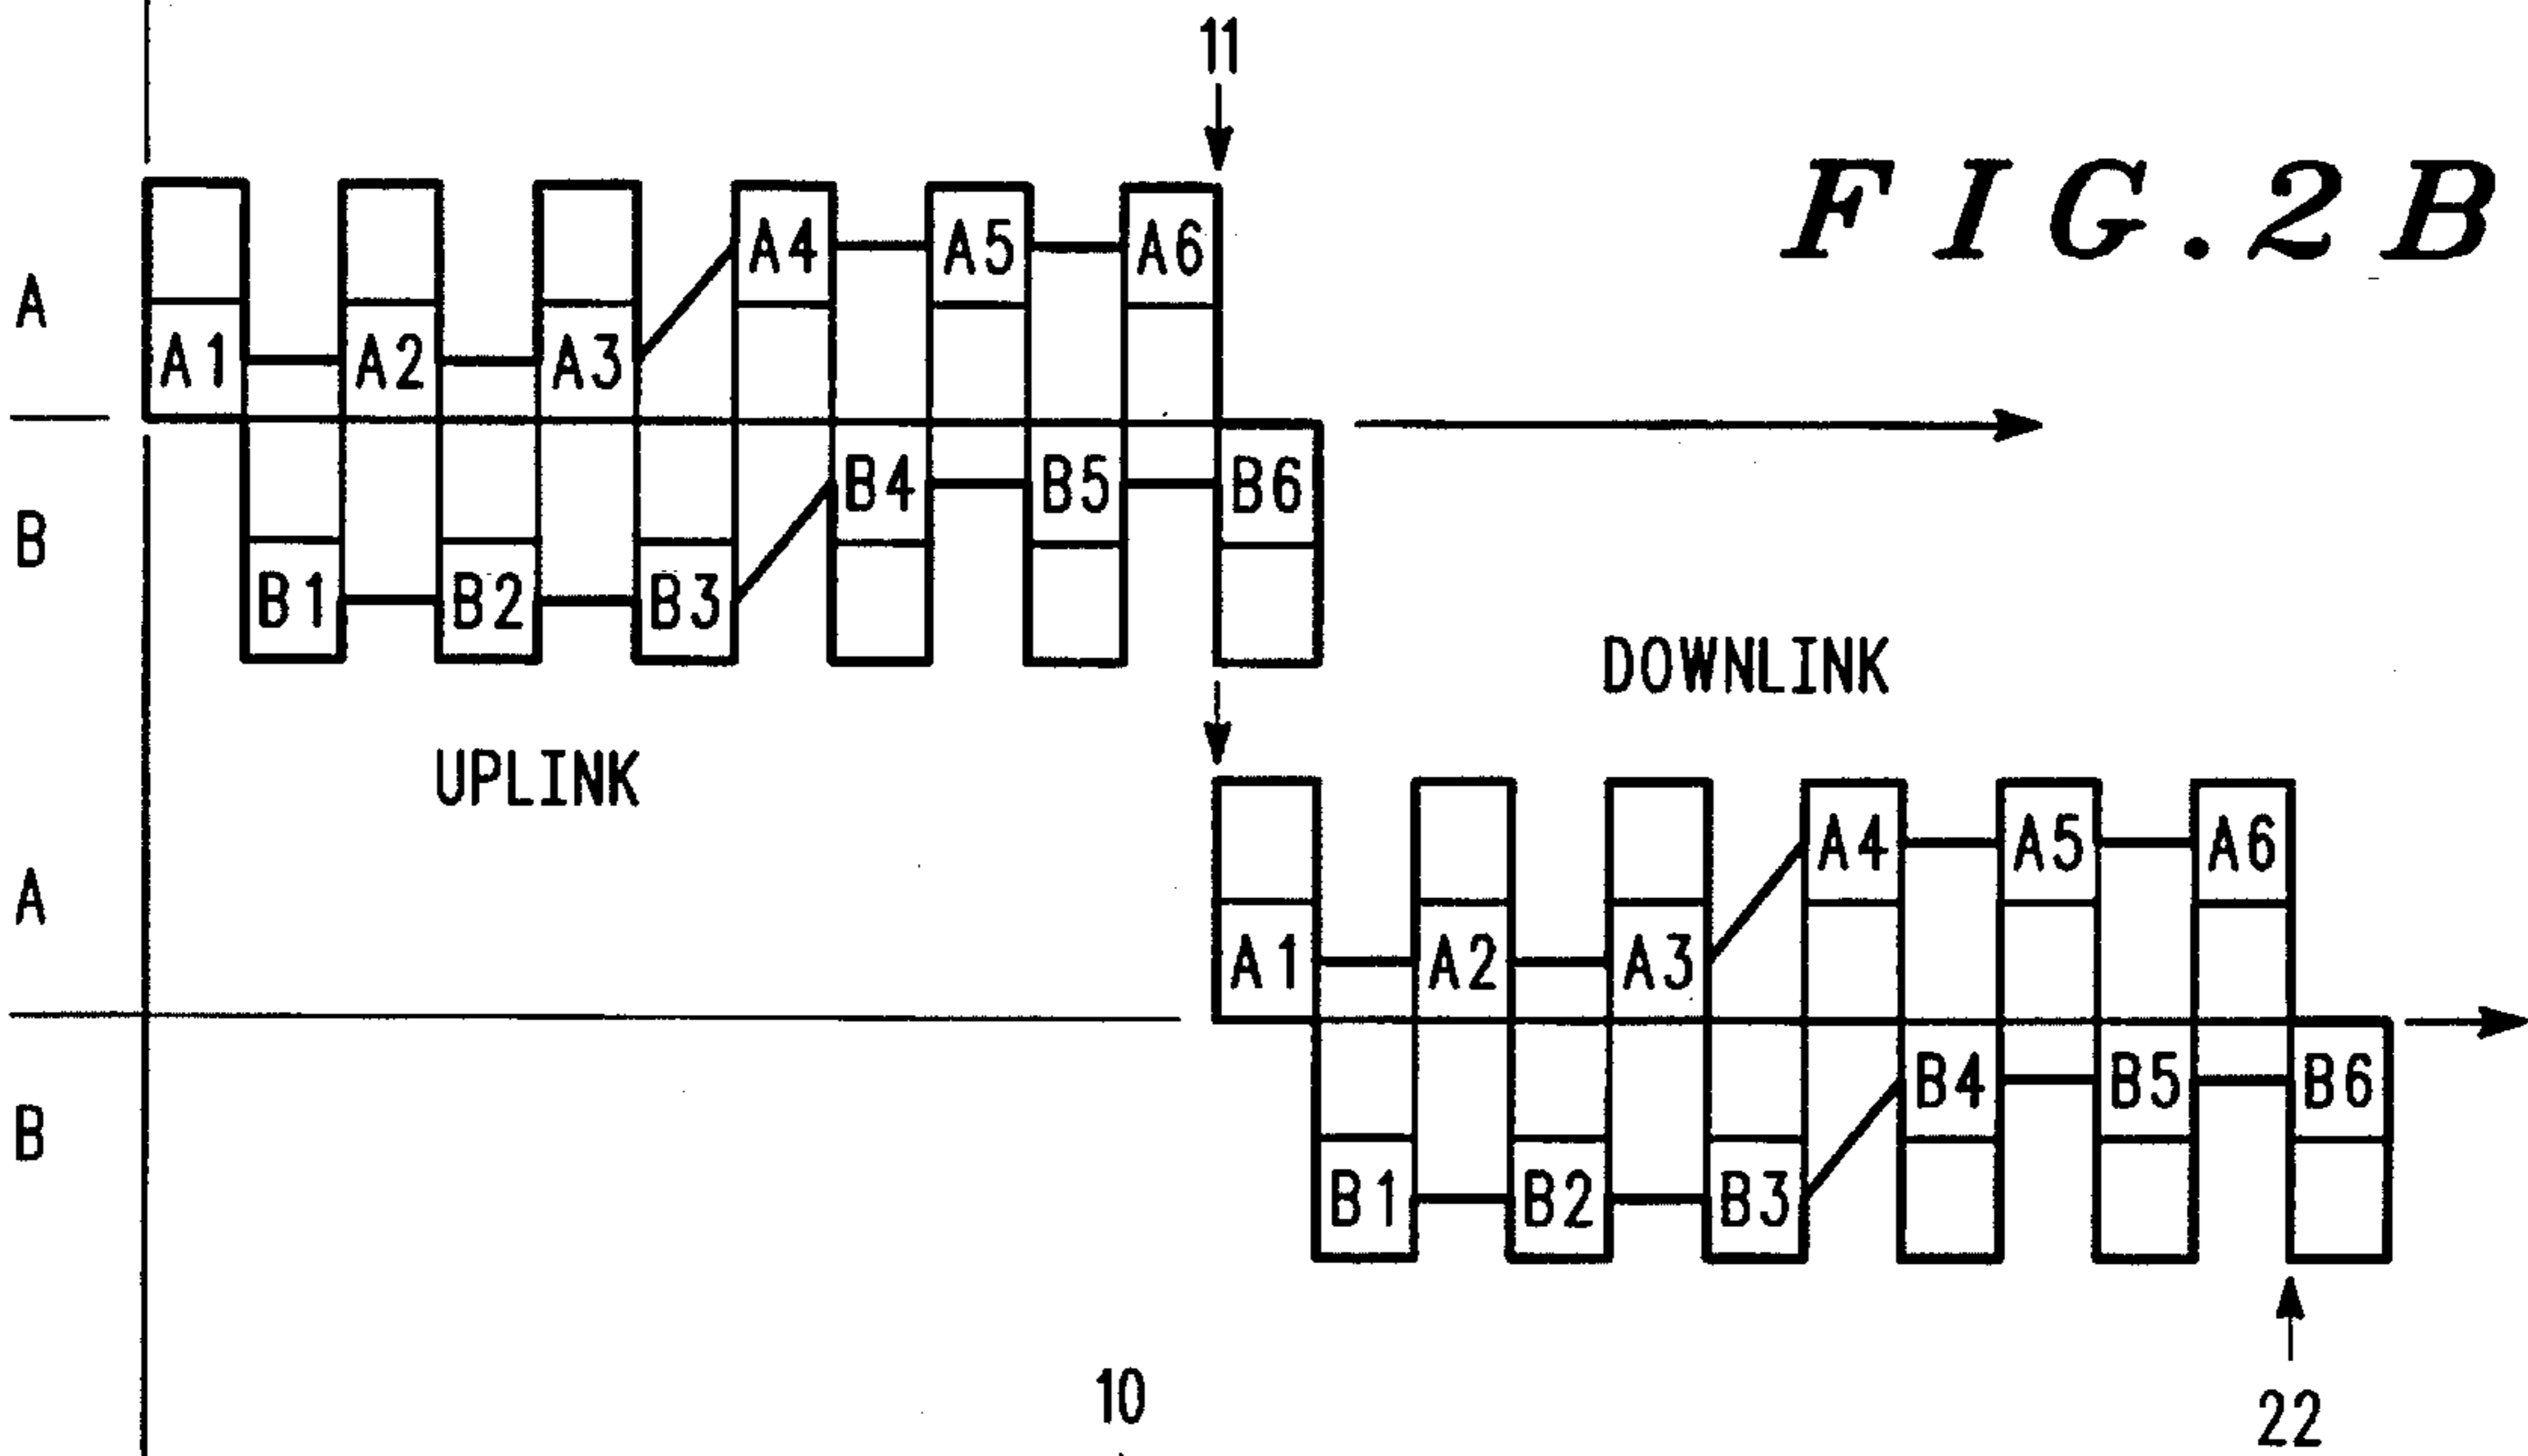 11
FIG.2B
A4 A5 A6
A
A1 A2 A3
B4 B5 B6
B
B1 B2 B3
DOWNLINK
UPLINK
A4 A5 A6
A
A1 A2 A3
B4 B5 B6
B
B1 B2 B3
10
22